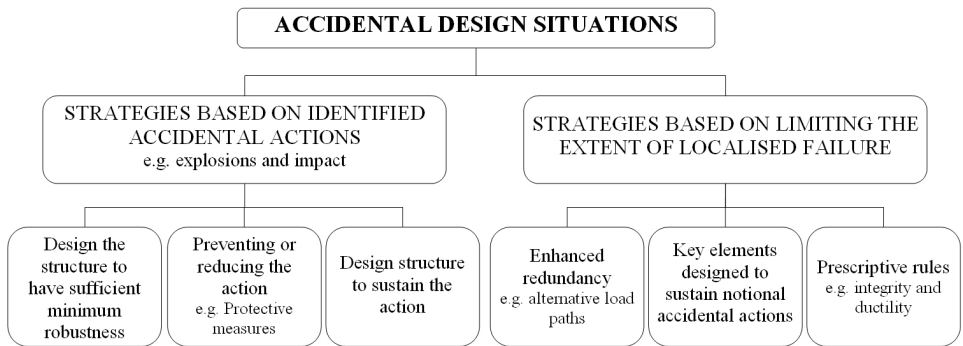 ACCIDENTAL DESIGN SITUATIONS
STRATEGIES BASED ON IDENTIFIED
ACCIDENTAL ACTIONS
e.g. explosions and impact
STRATEGIES BASED ON LIMITING THE
EXTENT OF LOCALISED FAILURE
Design the
structure to
have sufficient
minimum
robustness
Preventing or
reducing the
action
e.g. Protective
measures
Design structure
to sustain the
action
Enhanced
redundancy
e.g. alternative load
paths
Key elements
designed to
sustain notional
accidental actions
Prescriptive rules
e.g. integrity and
ductility